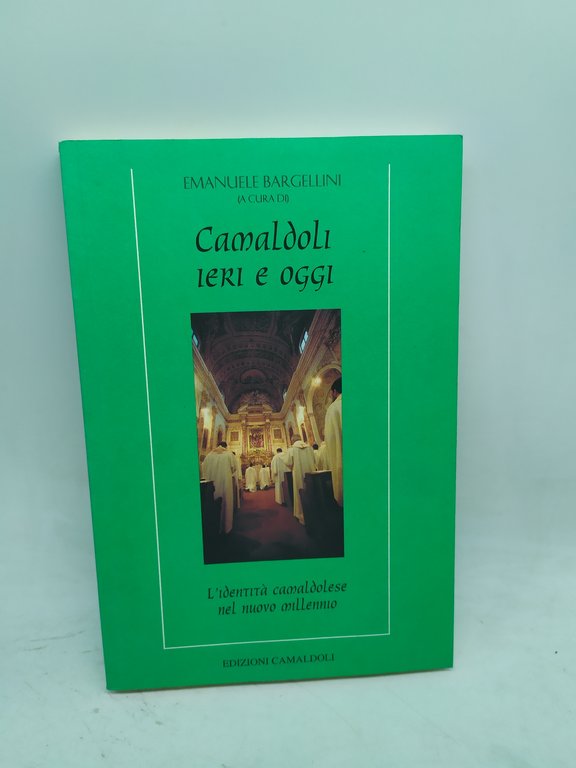 EMANUELE BARGELLINI
(A CURA DI)
Camaldoli
ieri e oggi
L'identità camaldolese
nel nuovo millennio
EDIZIONI CAMALDOLI